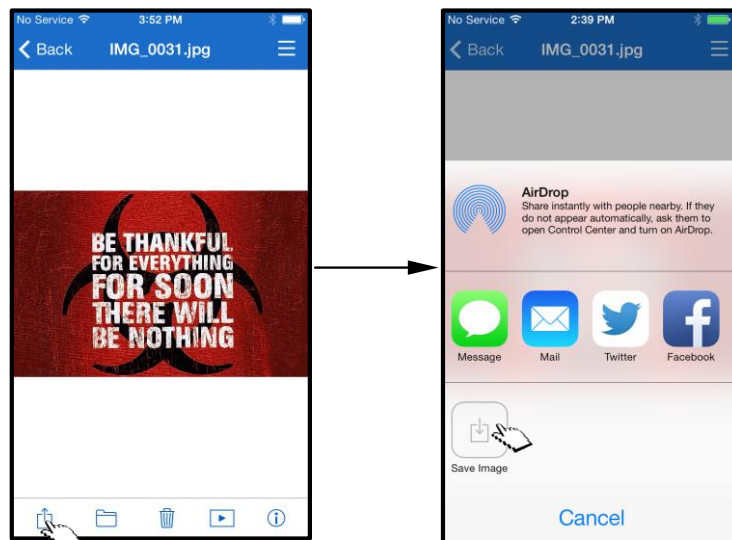 No Service 3:52 PM
Back IMG_0031.jpg
BE THANKFUL
FOR EVERYTHING
FOR SOON
THERE WILL
BE NOTHING
No Service 2:39 PM
Back IMG_0031.jpg
AirDrop
Share instantly with people nearby. If they
do not appear automatically, ask them to
open Control Center and turn on AirDrop.
Message Mail Twitter Facebook
Save Image
Cancel